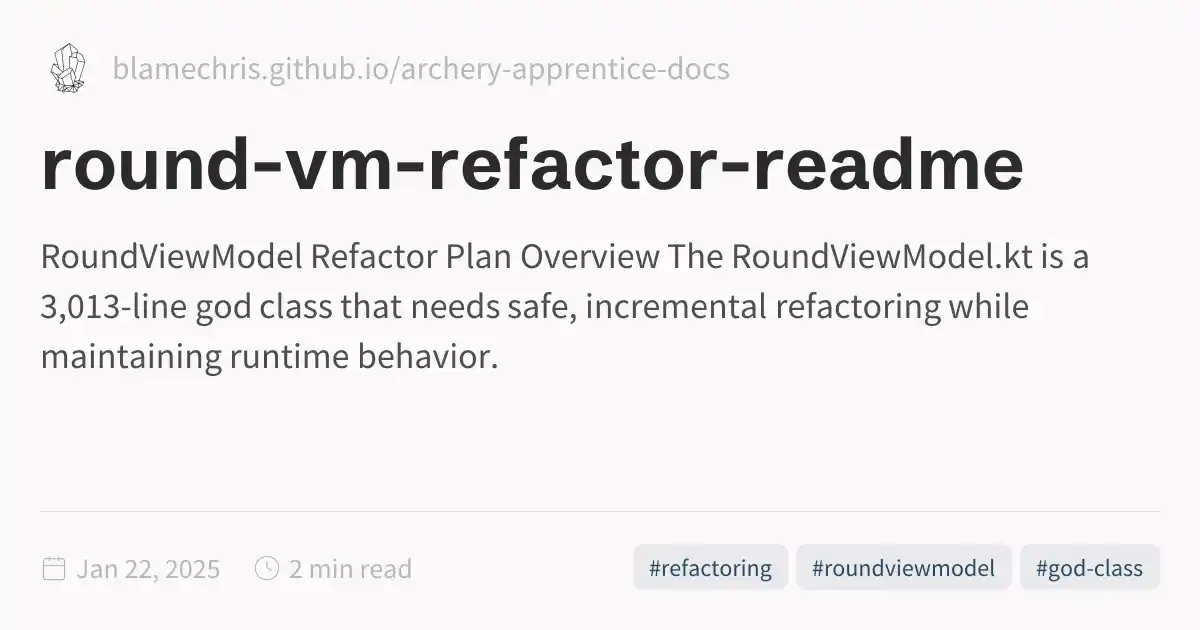 blamechris.github.io/archery-apprentice-docs
round-vm-refactor-readme
RoundViewModel Refactor Plan Overview The RoundViewModel.kt is a
3,013-line god class that needs safe, incremental refactoring while
maintaining runtime behavior.
Jan 22, 2025 2 min read #refactoring #roundviewmodel #god-class